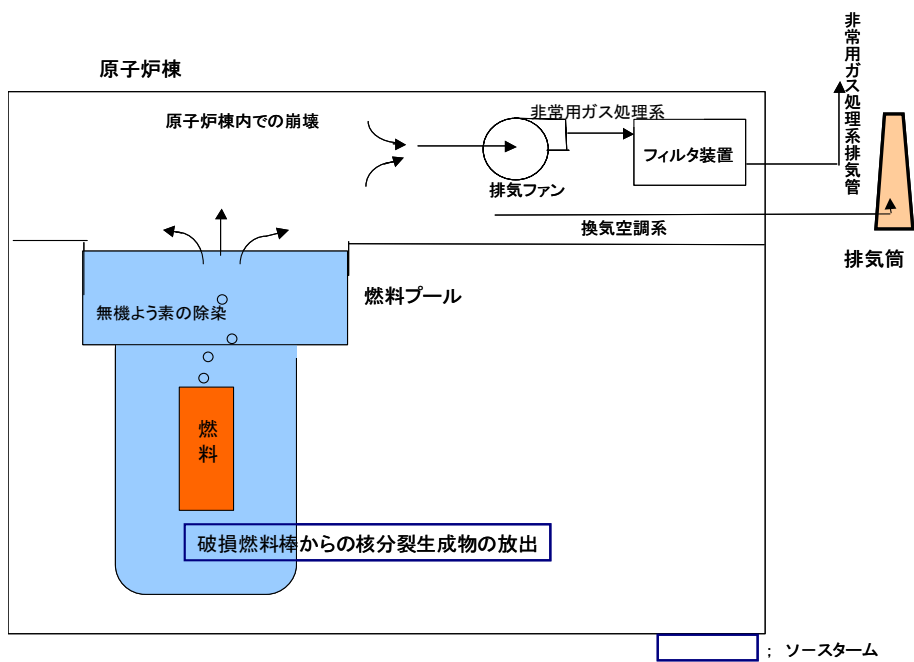 原子炉棟
原子炉棟内での崩壊
非常用ガス処理系
フィルタ装置
排気ファン
換気空調系
非常用ガス処理系排気管
排気筒
燃料プール
無機よう素の除染
燃料
破損燃料棒からの核分裂生成物の放出
; ソースターム